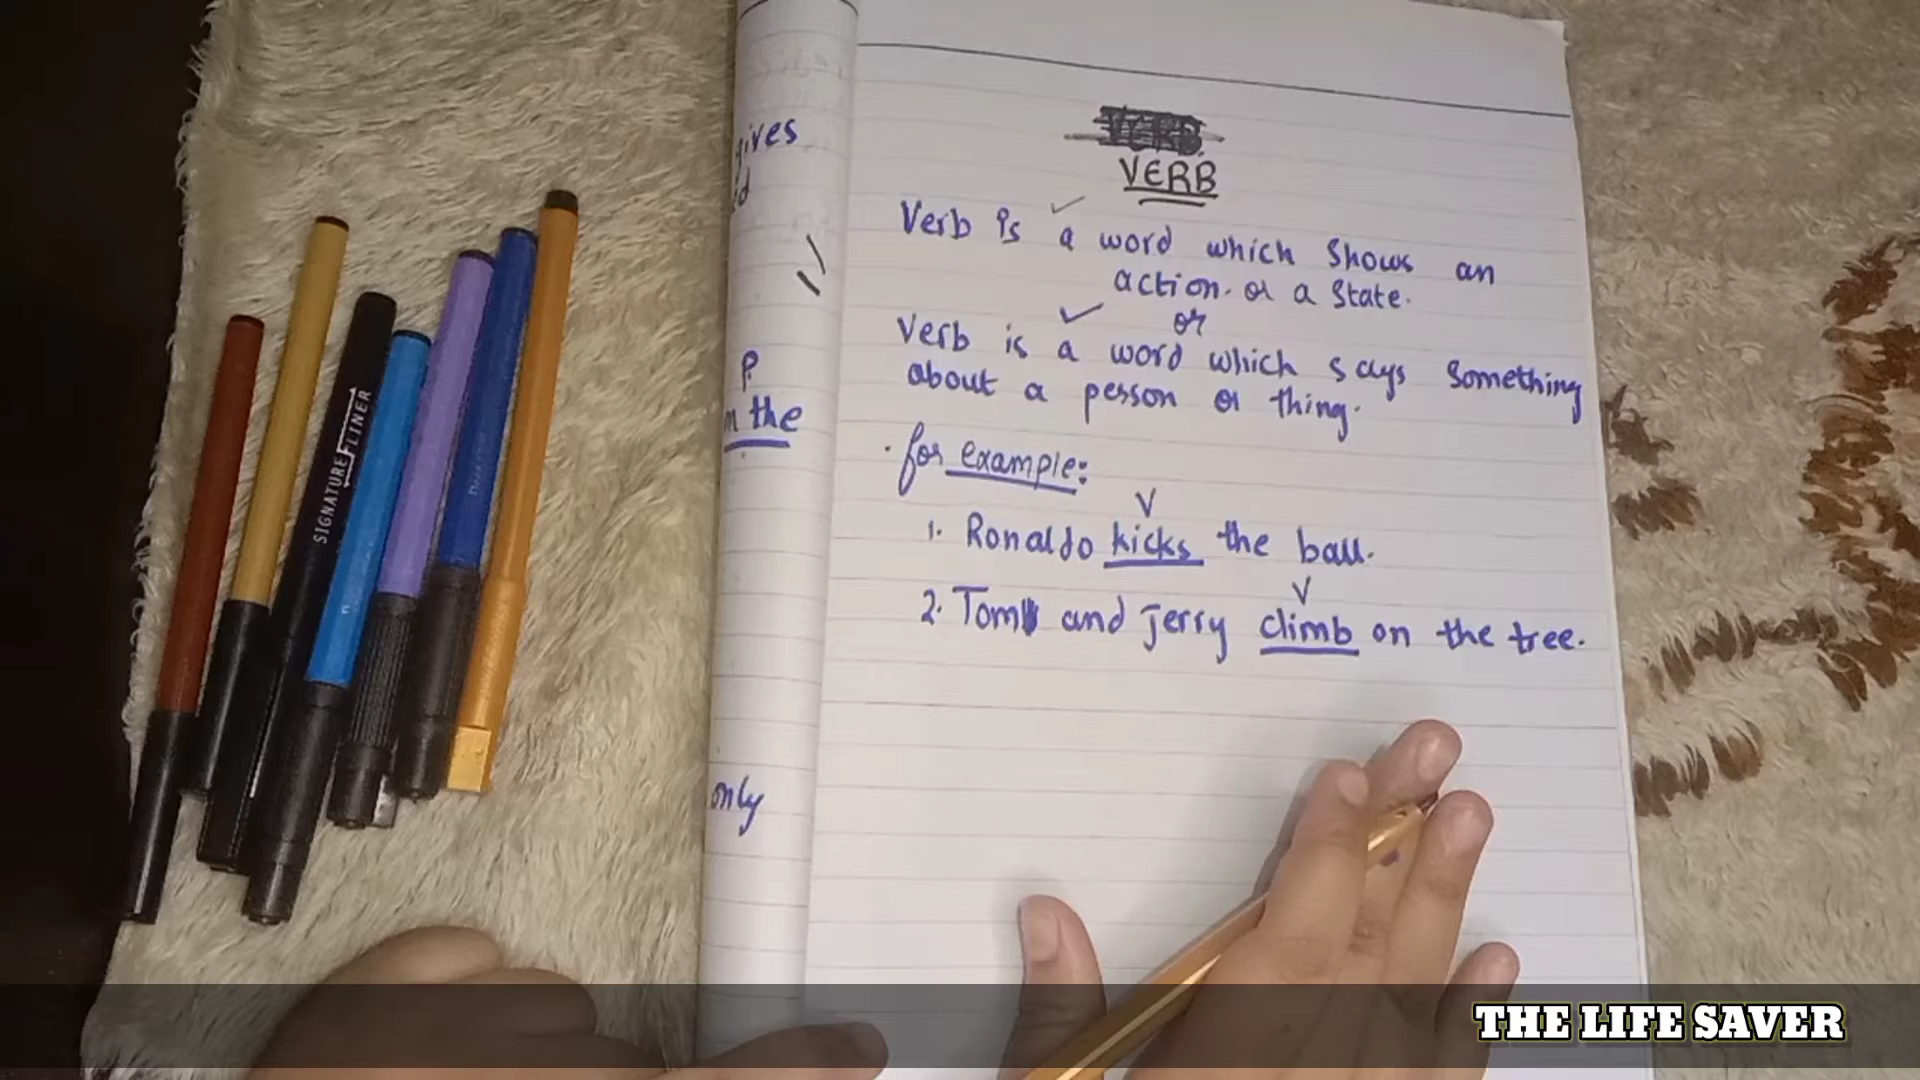 gives
P.
m the
only
VERB
VERB
Verb is a word which shows an
action. or a state.
or
Verb is a word which says something
about a person or thing.
. for example:
V
1. Ronaldo kicks the ball.
V
2. Tom and Jerry climb on the tree.
SIGNATURE FLINER
THE LIFE SAVER